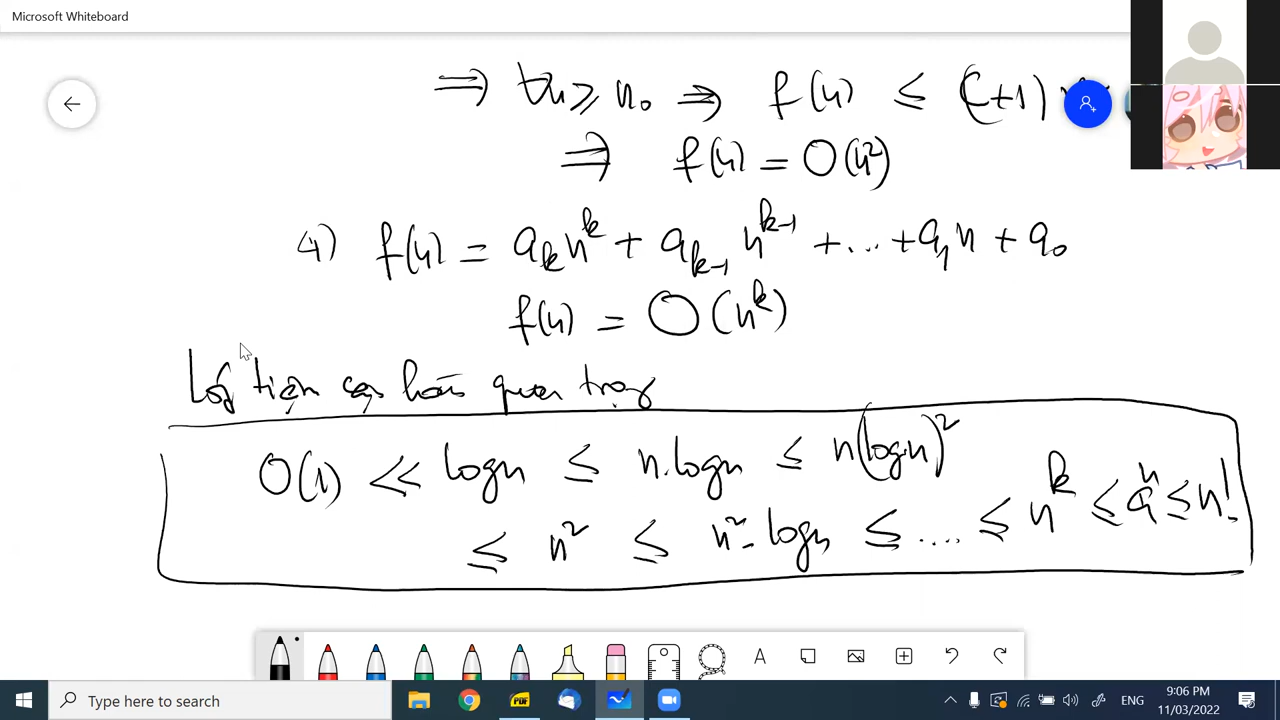 Microsoft Whiteboard
⇒ ∀n ≥ n₀ ⇒ f(n) ≤ (C+1)
⇒ f(n) = O(n²)
4) f(n) = aₖnᵏ + aₖ₋₁nᵏ⁻¹ + ... + a₁n + a₀
f(n) = O(nᵏ)
Lớp tiệm cận hàm quan trọng
O(1) ≪ logn ≤ n.logn ≤ n(logn)²
≤ n² ≤ n².logn ≤ .... ≤ nᵏ ≤ aⁿ ≤ n!
Type here to search
PDF
ENG
9:06 PM
11/03/2022